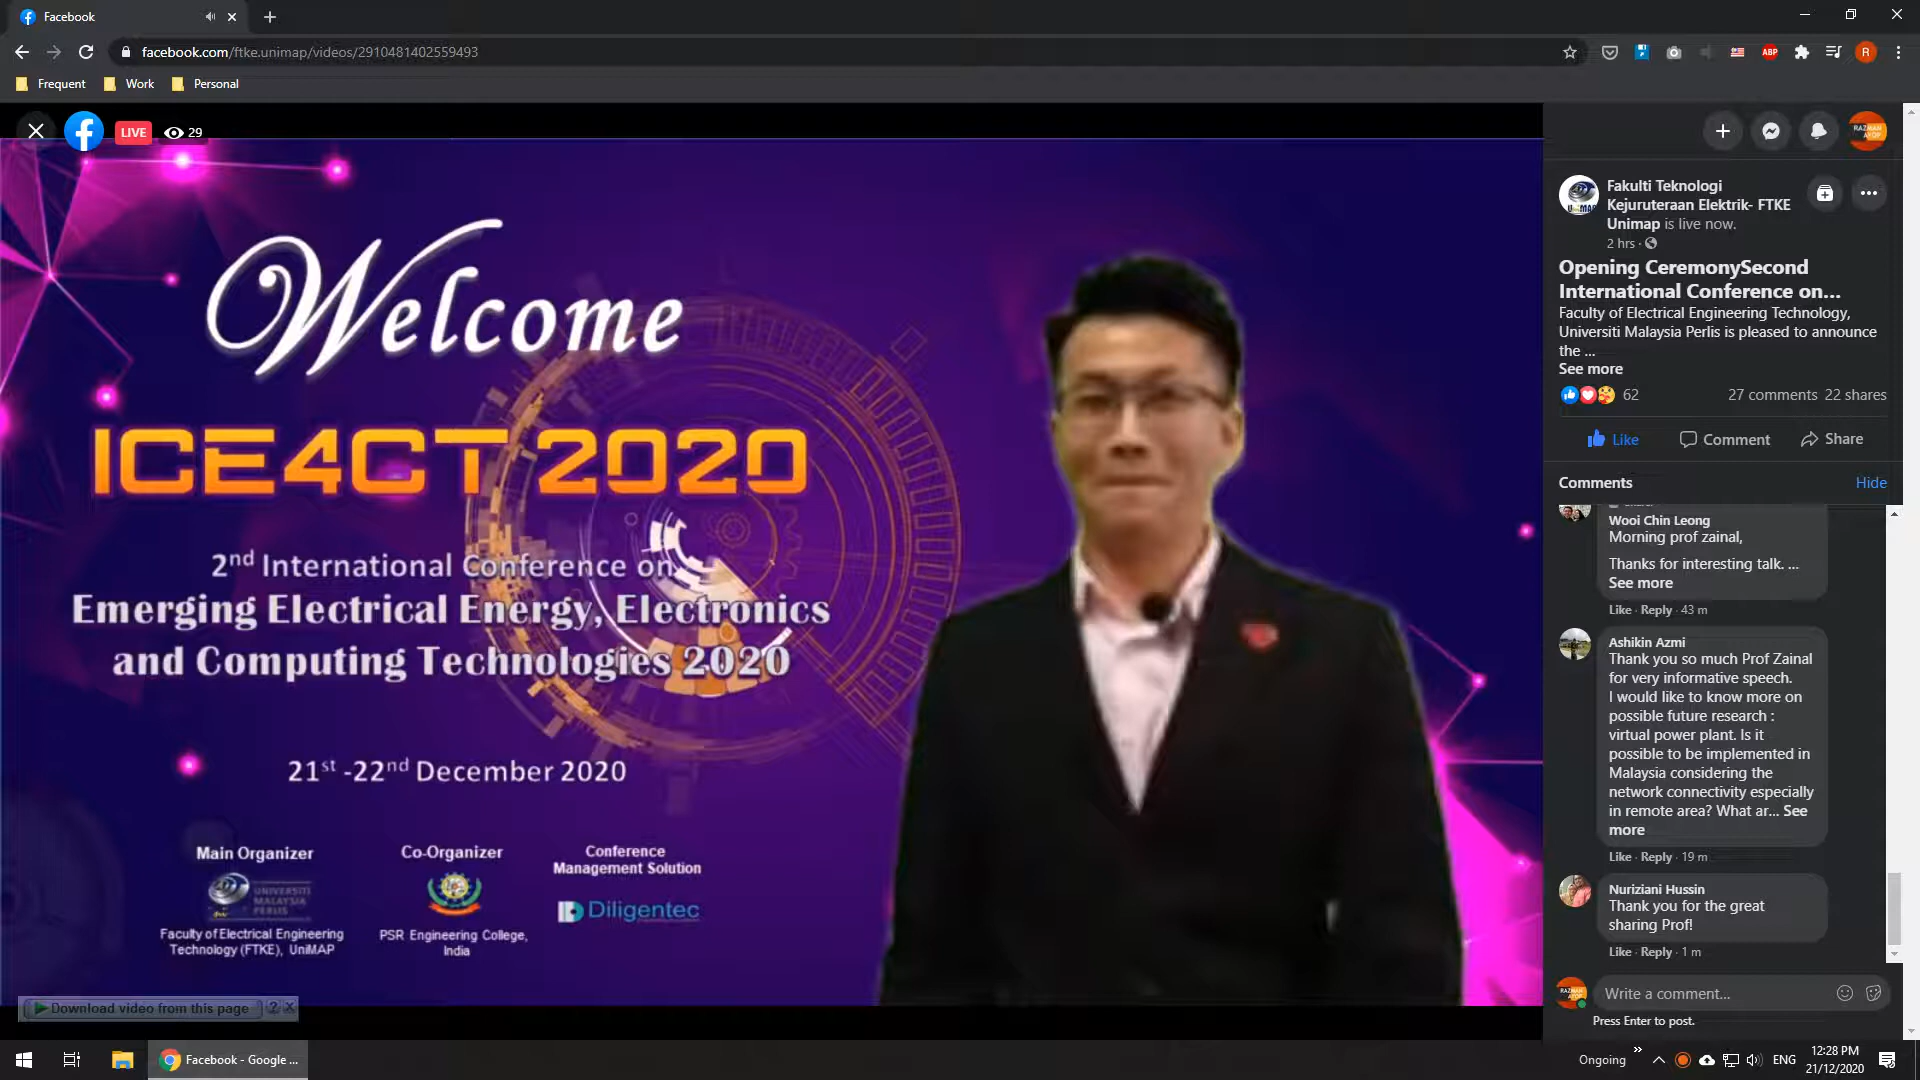 Facebook
facebook.com/ftke.unimap/videos/2910481402559493
ABP
R
Frequent
Work
Personal
LIVE
29
Welcome
ICE4CT 2020
2nd International Conference on
Emerging Electrical Energy, Electronics
and Computing Technologies 2020
21st -22nd December 2020
Main Organizer
UNIVERSITI
MALAYSIA
PERLIS
Faculty of Electrical Engineering
Technology (FTKE), UniMAP
Co-Organizer
PSR Engineering College,
India
Conference
Management Solution
Diligentec
Download video from this page
?
RAZMAN
AYOP
Fakulti Teknologi
Kejuruteraan Elektrik- FTKE
Unimap is live now.
2 hrs ·
Opening CeremonySecond
International Conference on...
Faculty of Electrical Engineering Technology,
Universiti Malaysia Perlis is pleased to announce
the ...
See more
62
27 comments 22 shares
Like
Comment
Share
Comments
Hide
Wooi Chin Leong
Morning prof zainal,
Thanks for interesting talk. ...
See more
Like · Reply · 43 m
Ashikin Azmi
Thank you so much Prof Zainal
for very informative speech.
I would like to know more on
possible future research :
virtual power plant. Is it
possible to be implemented in
Malaysia considering the
network connectivity especially
in remote area? What ar... See
more
Like · Reply · 19 m
Nuriziani Hussin
Thank you for the great
sharing Prof!
Like · Reply · 1 m
RAZMAN
AYOP
Write a comment...
Press Enter to post.
Facebook - Google ...
Ongoing
ENG
12:28 PM
21/12/2020